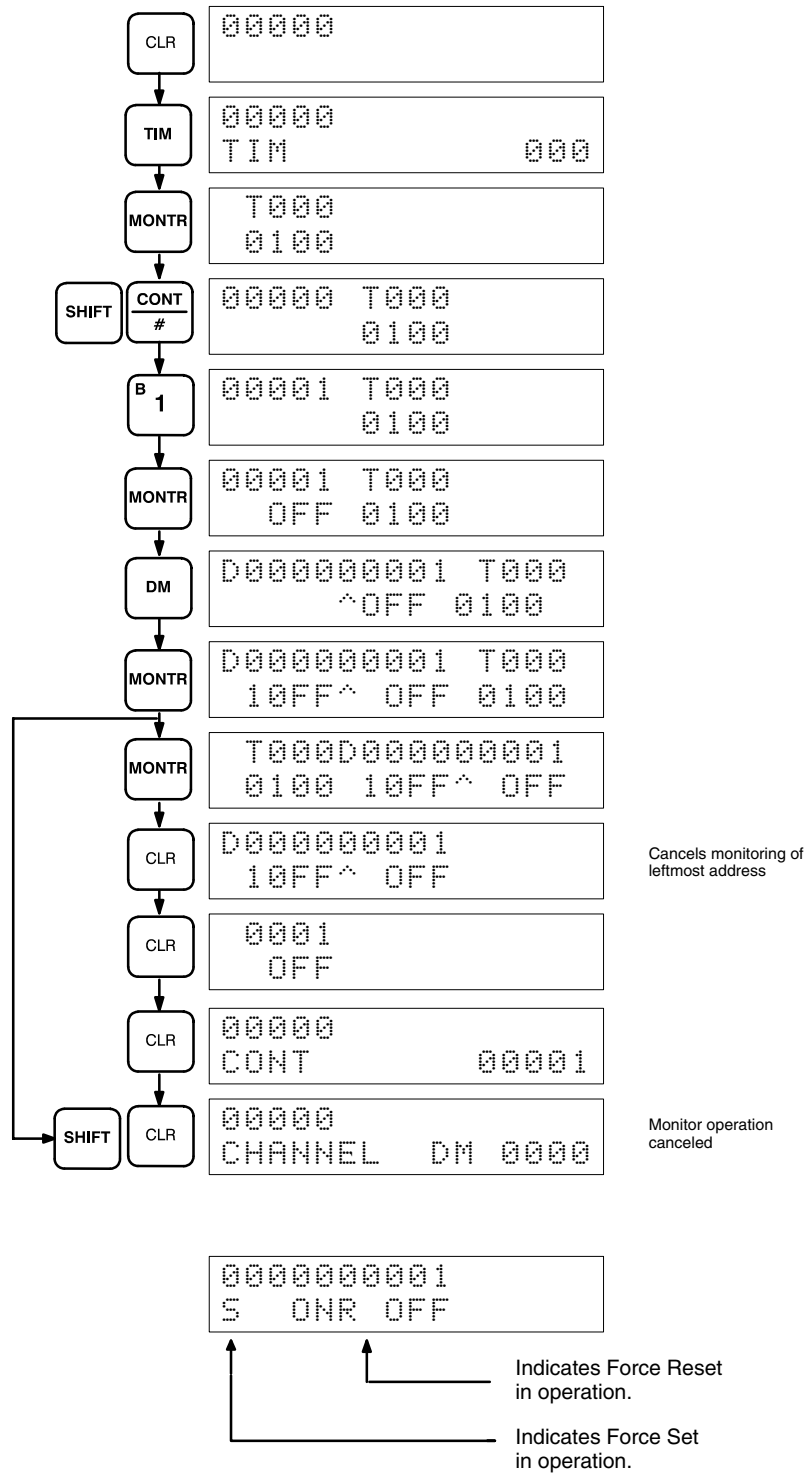 CLR
00000
TIM
00000
TIM 000
MONTR
T000
0100
SHIFT
CONT
#
00000 T000
0100
B 1
00001 T000
0100
MONTR
00001 T000
OFF 0100
DM
D000000001 T000
^OFF 0100
MONTR
D000000001 T000
10FF^ OFF 0100
MONTR
T000D000000001
0100 10FF^ OFF
CLR
D000000001
10FF^ OFF
Cancels monitoring of
leftmost address
CLR
0001
OFF
CLR
00000
CONT 00001
SHIFT
CLR
00000
CHANNEL DM 0000
Monitor operation
canceled
0000000001
S ONR OFF
Indicates Force Reset
in operation.
Indicates Force Set
in operation.